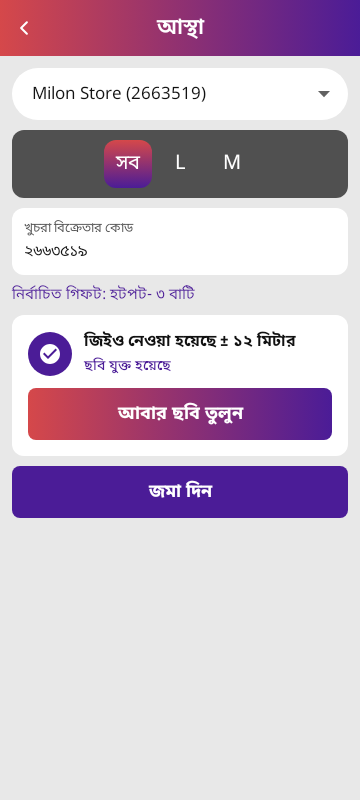 আস্থা
Milon Store (2663519)
সব L M
খুচরা বিক্রেতার কোড
২৬৬৩৫১৯
নির্বাচিত গিফট: হটপট- ৩ বাটি
জিইও নেওয়া হয়েছে ± ১২ মিটার
ছবি যুক্ত হয়েছে
আবার ছবি তুলুন
জমা দিন